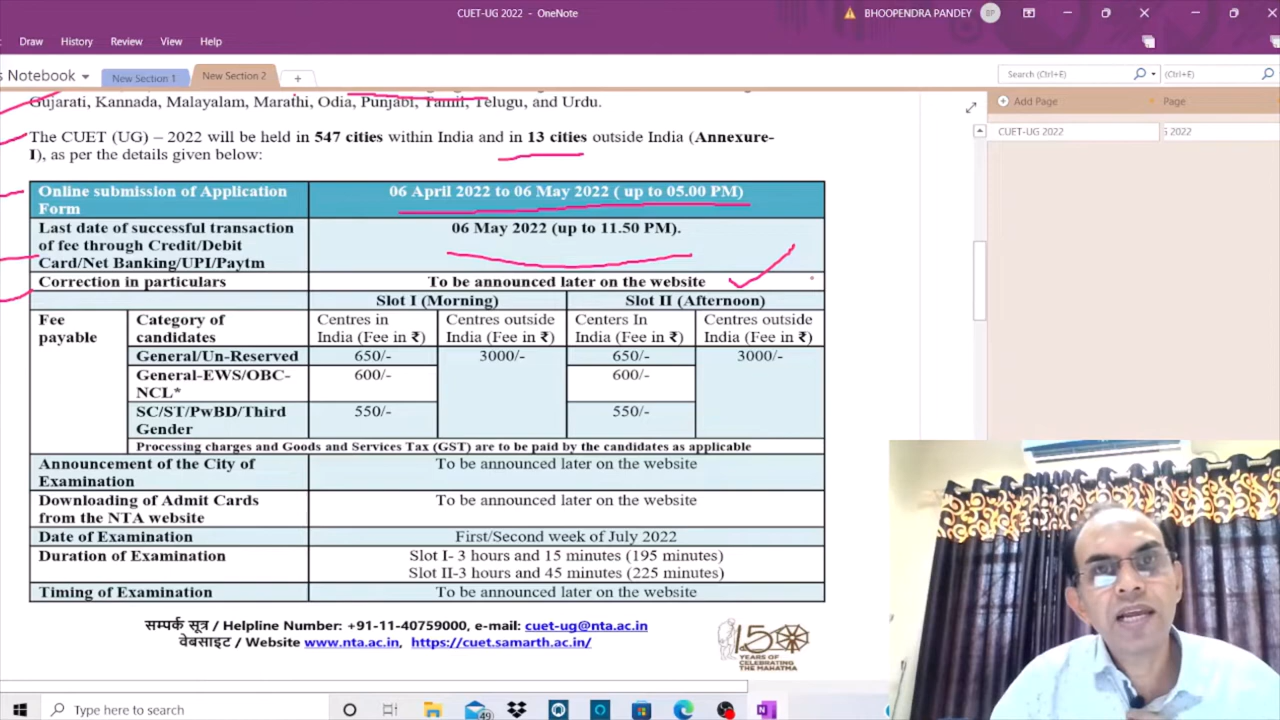 CUET-UG 2022 - OneNote
BHOOPENDRA PANDEY
BP
Draw History Review View Help
s Notebook
New Section 1
New Section 2
Search (Ctrl+E)
(Ctrl+E)
Add Page
Page
CUET-UG 2022
G 2022
Gujarati, Kannada, Malayalam, Marathi, Odia, Punjabi, Tamil, Telugu, and Urdu.
The CUET (UG) – 2022 will be held in 547 cities within India and in 13 cities outside India (Annexure-
I), as per the details given below:
Online submission of Application
Form
06 April 2022 to 06 May 2022 ( up to 05.00 PM)
Last date of successful transaction
of fee through Credit/Debit
Card/Net Banking/UPI/Paytm
06 May 2022 (up to 11.50 PM).
Correction in particulars
To be announced later on the website
Slot I (Morning)
Slot II (Afternoon)
Fee
payable
Category of
candidates
Centres in
India (Fee in ₹)
Centres outside
India (Fee in ₹)
Centers In
India (Fee in ₹)
Centres outside
India (Fee in ₹)
General/Un-Reserved
650/-
3000/-
650/-
3000/-
General-EWS/OBC-
NCL*
600/-
600/-
SC/ST/PwBD/Third
Gender
550/-
550/-
Processing charges and Goods and Services Tax (GST) are to be paid by the candidates as applicable
Announcement of the City of
Examination
To be announced later on the website
Downloading of Admit Cards
from the NTA website
To be announced later on the website
Date of Examination
First/Second week of July 2022
Duration of Examination
Slot I- 3 hours and 15 minutes (195 minutes)
Slot II-3 hours and 45 minutes (225 minutes)
Timing of Examination
To be announced later on the website
सम्पर्क सूत्र / Helpline Number: +91-11-40759000, e-mail: cuet-ug@nta.ac.in
वेबसाइट / Website www.nta.ac.in, https://cuet.samarth.ac.in/
150
YEARS OF
CELEBRATING
THE MAHATMA
Type here to search
49